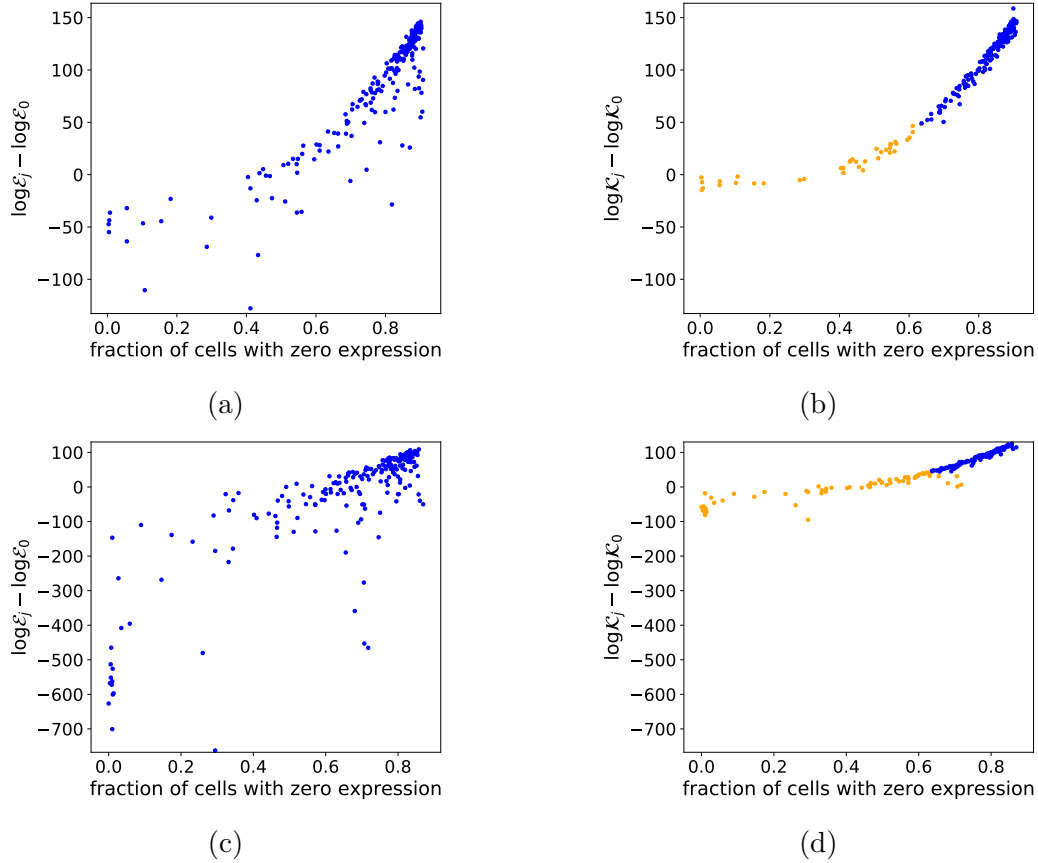 150
100
50
0
−50
−100
logℰj − logℰ0
0.0 0.2 0.4 0.6 0.8
fraction of cells with zero expression
(a)
150
100
50
0
−50
−100
log𝒦j − log𝒦0
0.0 0.2 0.4 0.6 0.8
fraction of cells with zero expression
(b)
100
0
−100
−200
−300
−400
−500
−600
−700
logℰj − logℰ0
0.0 0.2 0.4 0.6 0.8
fraction of cells with zero expression
(c)
100
0
−100
−200
−300
−400
−500
−600
−700
log𝒦j − log𝒦0
0.0 0.2 0.4 0.6 0.8
fraction of cells with zero expression
(d)